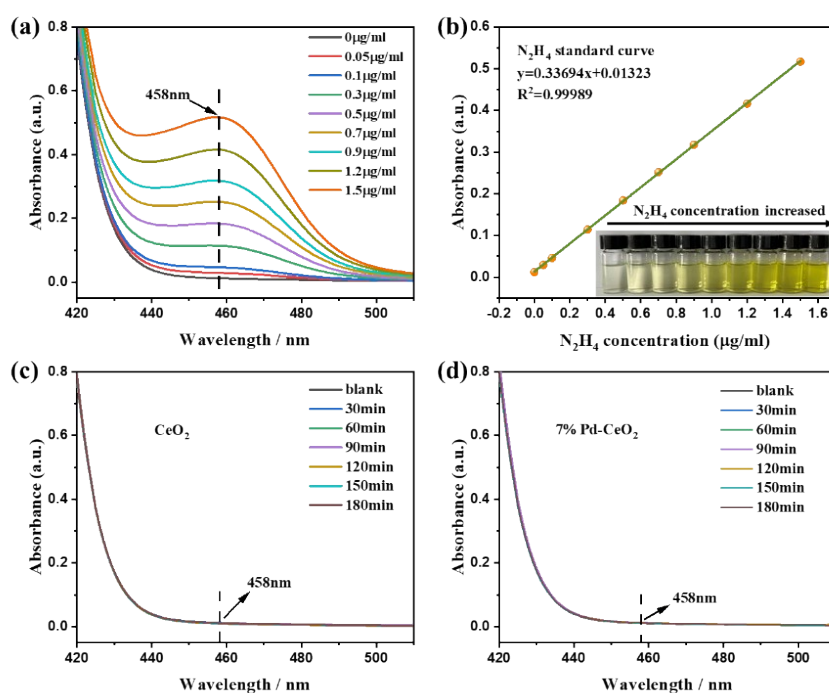 (a)
0μg/ml
0.05μg/ml
0.1μg/ml
0.3μg/ml
0.5μg/ml
0.7μg/ml
0.9μg/ml
1.2μg/ml
1.5μg/ml
458nm
Absorbance (a.u.)
0.8
0.6
0.4
0.2
0.0
420 440 460 480 500
Wavelength / nm
(b)
N₂H₄ standard curve
y=0.33694x+0.01323
R²=0.99989
N₂H₄ concentration increased
Absorbance (a.u.)
0.6
0.5
0.4
0.3
0.2
0.1
0.0
-0.2 0.0 0.2 0.4 0.6 0.8 1.0 1.2 1.4 1.6
N₂H₄ concentration (μg/ml)
(c)
CeO₂
blank
30min
60min
90min
120min
150min
180min
458nm
Absorbance (a.u.)
0.8
0.6
0.4
0.2
0.0
420 440 460 480 500
Wavelength / nm
(d)
7% Pd-CeO₂
blank
30min
60min
90min
120min
150min
180min
458nm
Absorbance (a.u.)
0.8
0.6
0.4
0.2
0.0
420 440 460 480 500
Wavelength / nm